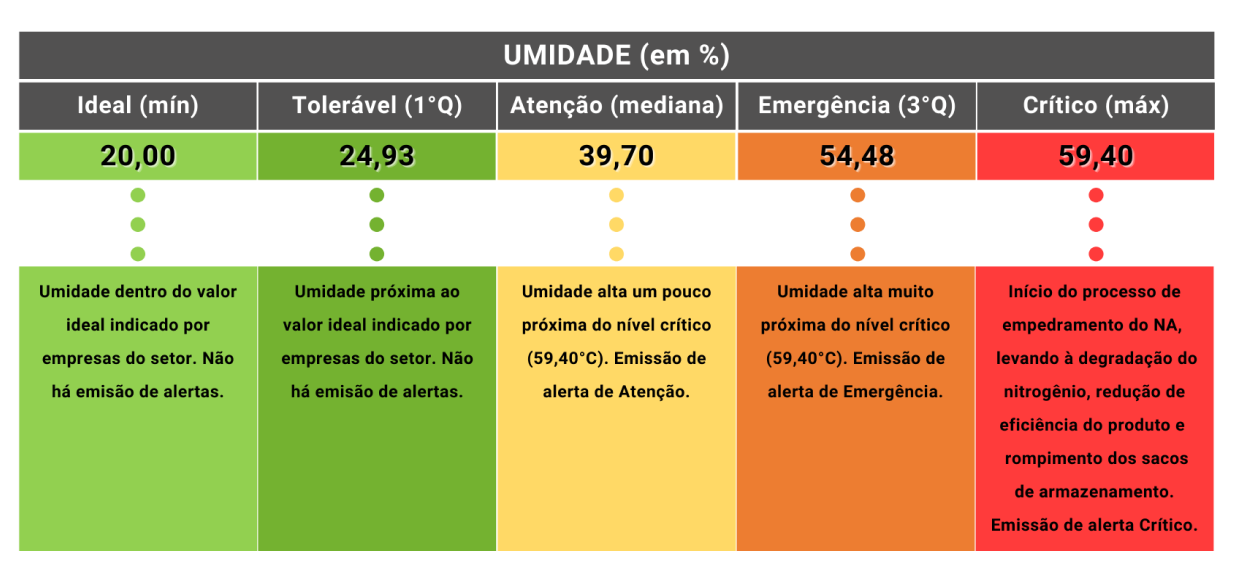 UMIDADE (em %)
Ideal (mín)
Tolerável (1°Q)
Atenção (mediana)
Emergência (3°Q)
Crítico (máx)
20,00
24,93
39,70
54,48
59,40
Umidade dentro do valor
ideal indicado por
empresas do setor. Não
há emissão de alertas.
Umidade próxima ao
valor ideal indicado por
empresas do setor. Não
há emissão de alertas.
Umidade alta um pouco
próxima do nível crítico
(59,40°C). Emissão de
alerta de Atenção.
Umidade alta muito
próxima do nível crítico
(59,40°C). Emissão de
alerta de Emergência.
Início do processo de
empedramento do NA,
levando à degradação do
nitrogênio, redução de
eficiência do produto e
rompimento dos sacos
de armazenamento.
Emissão de alerta Crítico.